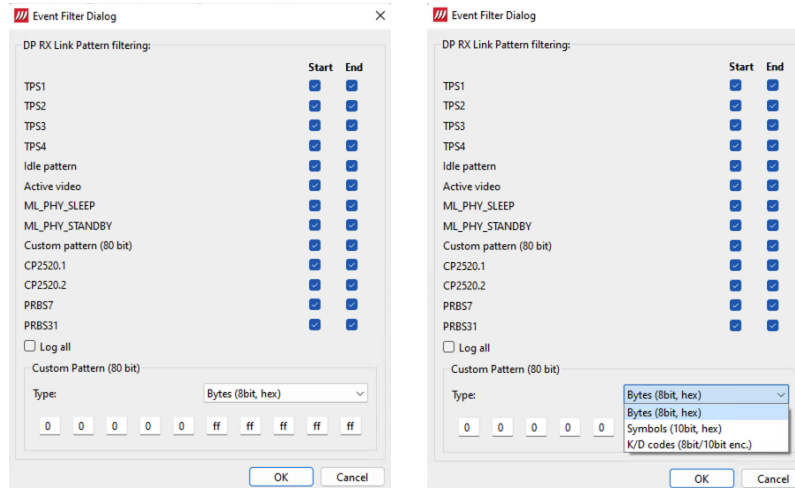 Event Filter Dialog
DP RX Link Pattern filtering:
Start End
TPS1
TPS2
TPS3
TPS4
Idle pattern
Active video
ML_PHY_SLEEP
ML_PHY_STANDBY
Custom pattern (80 bit)
CP2520.1
CP2520.2
PRBS7
PRBS31
Log all
Custom Pattern (80 bit)
Type: Bytes (8bit, hex)
0 0 0 0 0 ff ff ff ff ff
OK Cancel
Event Filter Dialog
DP RX Link Pattern filtering:
Start End
TPS1
TPS2
TPS3
TPS4
Idle pattern
Active video
ML_PHY_SLEEP
ML_PHY_STANDBY
Custom pattern (80 bit)
CP2520.1
CP2520.2
PRBS7
PRBS31
Log all
Custom Pattern (80 bit)
Type: Bytes (8bit, hex)
Bytes (8bit, hex)
0 0 0 0 0 Symbols (10bit, hex)
K/D codes (8bit/10bit enc.)
OK Cancel